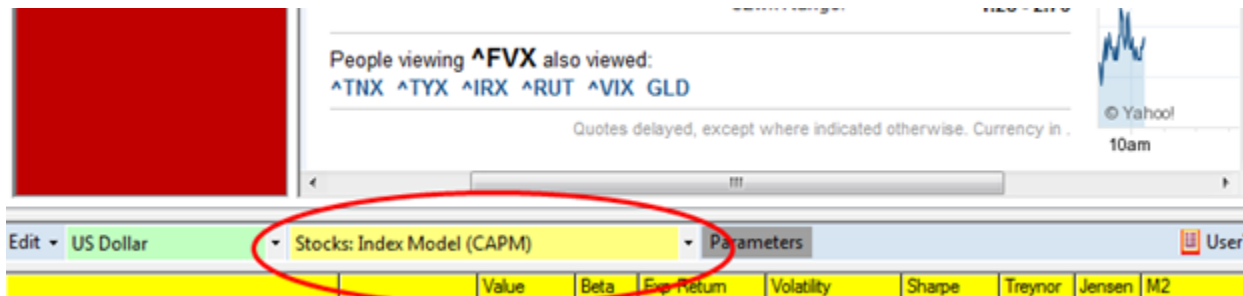 People viewing ^FVX also viewed:
^TNX ^TYX ^IRX ^RUT ^VIX GLD
Quotes delayed, except where indicated otherwise. Currency in .
© Yahoo!
10am
Edit US Dollar Stocks: Index Model (CAPM) Parameters User
Value Beta Exp Return Volatility Sharpe Treynor Jensen M2